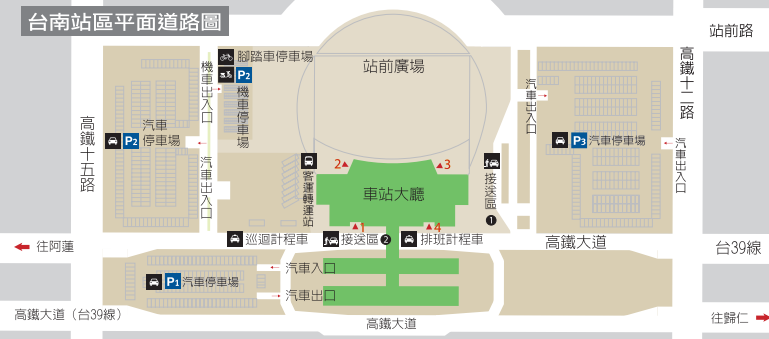 台南站區平面道路圖
站前路
腳踏車停車場
P2
機車出入口
機車停車場
站前廣場
高鐵十二路
汽車出入口
高鐵十五路
汽車
P2 停車場
P3 汽車停車場
汽車出入口
汽車出入口
2
3
客運轉運站
車站大廳
接送區
1
1
4
巡迴計程車
接送區 2
排班計程車
高鐵大道
往阿蓮
台39線
汽車入口
P1 汽車停車場
汽車出口
高鐵大道（台39線）
高鐵大道
往歸仁